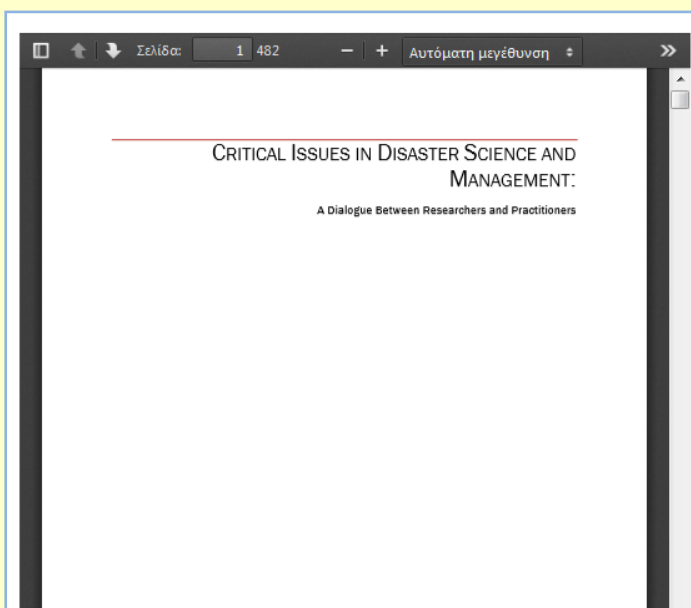 Σελίδα: 1 482 − + Αυτόματη μεγέθυνση
CRITICAL ISSUES IN DISASTER SCIENCE AND
MANAGEMENT:
A Dialogue Between Researchers and Practitioners